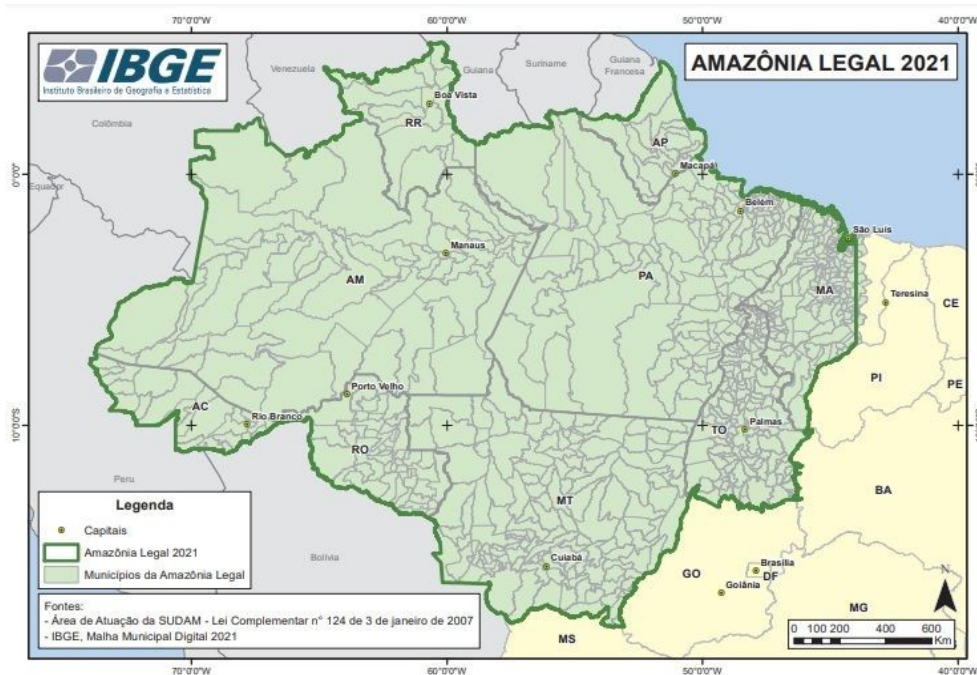 70°0'0"W
60°0'0"W
50°0'0"W
40°0'0"W
IBGE
Instituto Brasileiro de Geografia e Estatística
AMAZÔNIA LEGAL 2021
Venezuela
Guiana
Suriname
Guiana
Francesa
Colômbia
Boa Vista
RR
AP
Macapá
0°0'0"
Equador
Belém
São Luís
Manaus
AM
PA
MA
Teresina
CE
PI
PE
Porto Velho
AC
Rio Branco
10°0'0"S
RO
TO
Palmas
Peru
MT
BA
Bolívia
Cuiabá
GO
Brasília
DF
Goiânia
MG
MS
N
Legenda
Capitais
Amazônia Legal 2021
Municípios da Amazônia Legal
Fontes:
- Área de Atuação da SUDAM - Lei Complementar n° 124 de 3 de janeiro de 2007
- IBGE, Malha Municipal Digital 2021
0 100 200 400 600
Km
70°0'0"W
60°0'0"W
50°0'0"W
40°0'0"W